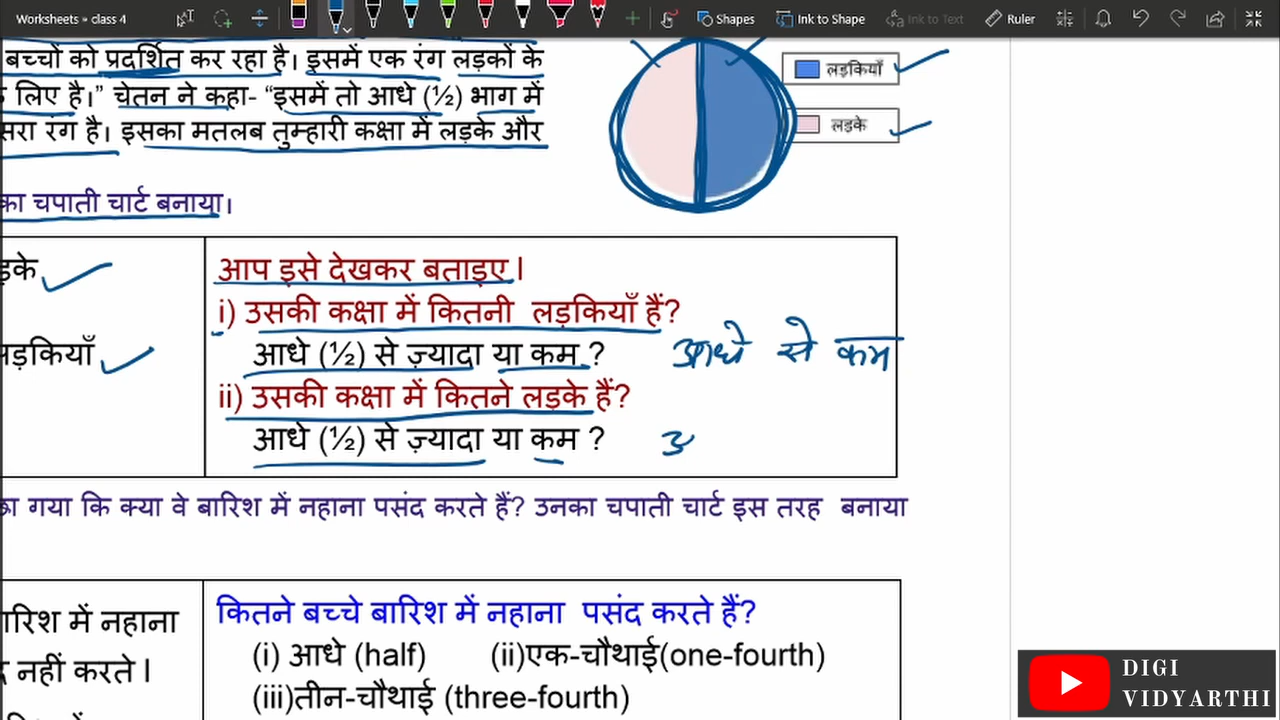 Worksheets » class 4
Shapes
Ink to Shape
Ink to Text
Ruler
बच्चों को प्रदर्शित कर रहा है। इसमें एक रंग लड़कों के
लिए है।” चेतन ने कहा- “इसमें तो आधे (½) भाग में
सरा रंग है। इसका मतलब तुम्हारी कक्षा में लड़के और
लड़कियाँ
लड़के
का चपाती चार्ट बनाया।
ड़के
आप इसे देखकर बताइए।
i) उसकी कक्षा में कितनी लड़कियाँ हैं?
ड़कियाँ
आधे (½) से ज़्यादा या कम ?
आधे से कम
ii) उसकी कक्षा में कितने लड़के हैं?
आधे (½) से ज़्यादा या कम ?
गया कि क्या वे बारिश में नहाना पसंद करते हैं? उनका चपाती चार्ट इस तरह बनाया
ारिश में नहाना
नहीं करते।
कितने बच्चे बारिश में नहाना पसंद करते हैं?
(i) आधे (half) (ii)एक-चौथाई(one-fourth)
(iii)तीन-चौथाई (three-fourth)
DIGI
VIDYARTHI